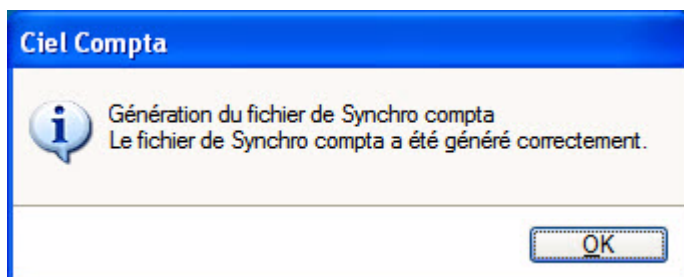 Ciel Compta
Génération du fichier de Synchro compta
Le fichier de Synchro compta a été généré correctement.
OK